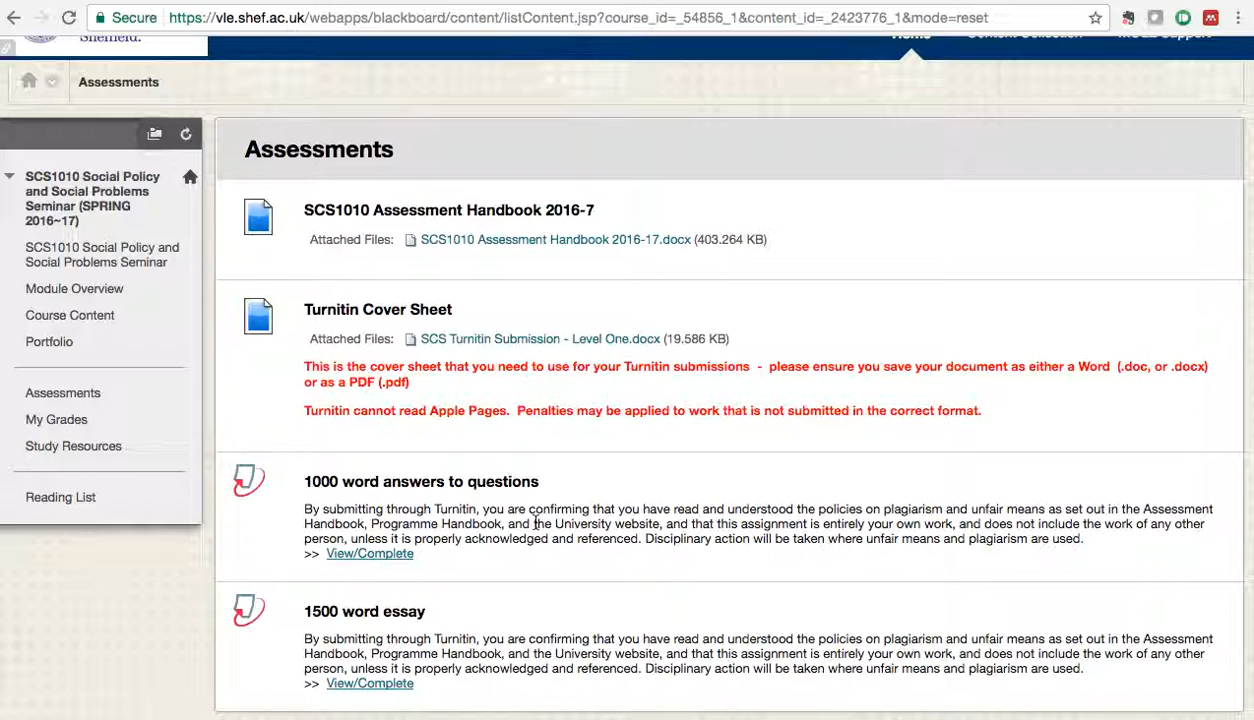 Secure https://vle.shef.ac.uk/webapps/blackboard/content/listContent.jsp?course_id=_54856_1&content_id=_2423776_1&mode=reset
Sheffield.
Home
Assessments
SCS1010 Social Policy
and Social Problems
Seminar (SPRING
2016~17)
SCS1010 Social Policy and
Social Problems Seminar
Module Overview
Course Content
Portfolio
Assessments
My Grades
Study Resources
Reading List
Assessments
SCS1010 Assessment Handbook 2016-7
Attached Files: SCS1010 Assessment Handbook 2016-17.docx (403.264 KB)
Turnitin Cover Sheet
Attached Files: SCS Turnitin Submission - Level One.docx (19.586 KB)
This is the cover sheet that you need to use for your Turnitin submissions - please ensure you save your document as either a Word (.doc, or .docx)
or as a PDF (.pdf)
Turnitin cannot read Apple Pages. Penalties may be applied to work that is not submitted in the correct format.
1000 word answers to questions
By submitting through Turnitin, you are confirming that you have read and understood the policies on plagiarism and unfair means as set out in the Assessment
Handbook, Programme Handbook, and the University website, and that this assignment is entirely your own work, and does not include the work of any other
person, unless it is properly acknowledged and referenced. Disciplinary action will be taken where unfair means and plagiarism are used.
>> View/Complete
1500 word essay
By submitting through Turnitin, you are confirming that you have read and understood the policies on plagiarism and unfair means as set out in the Assessment
Handbook, Programme Handbook, and the University website, and that this assignment is entirely your own work, and does not include the work of any other
person, unless it is properly acknowledged and referenced. Disciplinary action will be taken where unfair means and plagiarism are used.
>> View/Complete